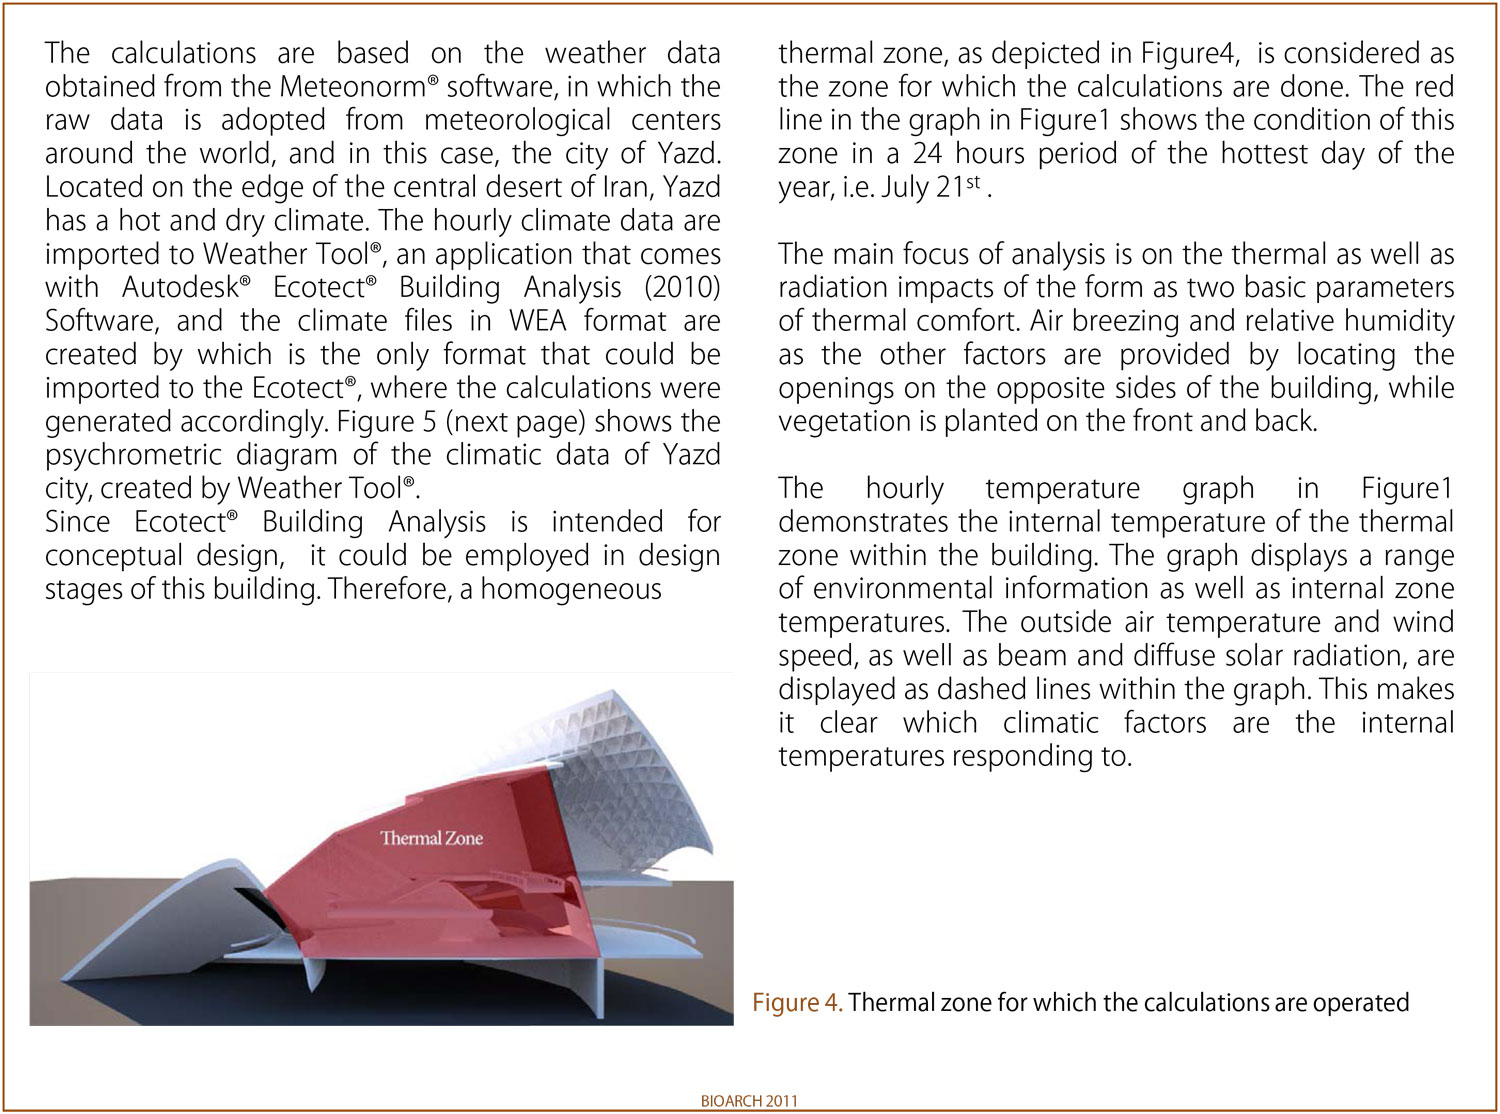 The calculations are based on the weather data
obtained from the Meteonorm® software, in which the
raw data is adopted from meteorological centers
around the world, and in this case, the city of Yazd.
Located on the edge of the central desert of Iran, Yazd
has a hot and dry climate. The hourly climate data are
imported to Weather Tool®, an application that comes
with Autodesk® Ecotect® Building Analysis (2010)
Software, and the climate files in WEA format are
created by which is the only format that could be
imported to the Ecotect®, where the calculations were
generated accordingly. Figure 5 (next page) shows the
psychrometric diagram of the climatic data of Yazd
city, created by Weather Tool®.
Since Ecotect® Building Analysis is intended for
conceptual design, it could be employed in design
stages of this building. Therefore, a homogeneous
thermal zone, as depicted in Figure4, is considered as
the zone for which the calculations are done. The red
line in the graph in Figure1 shows the condition of this
zone in a 24 hours period of the hottest day of the
year, i.e. July 21st .
The main focus of analysis is on the thermal as well as
radiation impacts of the form as two basic parameters
of thermal comfort. Air breezing and relative humidity
as the other factors are provided by locating the
openings on the opposite sides of the building, while
vegetation is planted on the front and back.
The hourly temperature graph in Figure1
demonstrates the internal temperature of the thermal
zone within the building. The graph displays a range
of environmental information as well as internal zone
temperatures. The outside air temperature and wind
speed, as well as beam and diffuse solar radiation, are
displayed as dashed lines within the graph. This makes
it clear which climatic factors are the internal
temperatures responding to.
Thermal Zone
Figure 4. Thermal zone for which the calculations are operated
BIOARCH 2011